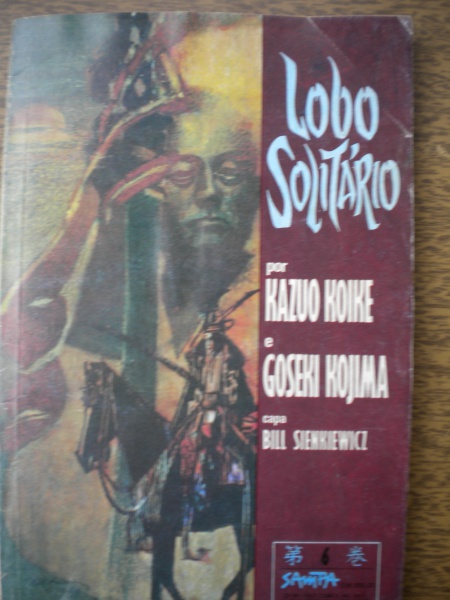 Lobo
Solitário
por
KAZUO KOIKE
e
GOSEKI KOJIMA
capa
BILL SIENKIEWICZ
第 6 巻
SAMPA